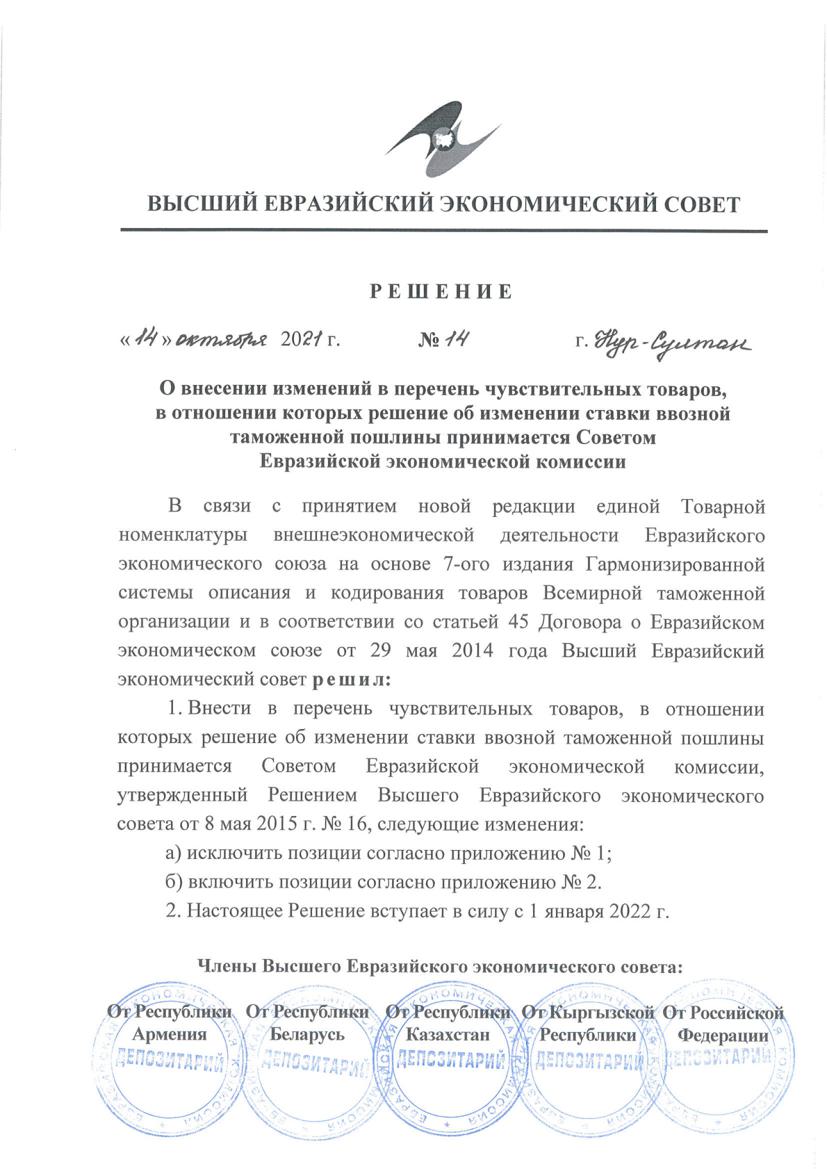 ВЫСШИЙ ЕВРАЗИЙСКИЙ ЭКОНОМИЧЕСКИЙ СОВЕТ
РЕШЕНИЕ
«14» октября 2021 г. № 14 г. Нур-Султан
О внесении изменений в перечень чувствительных товаров,
в отношении которых решение об изменении ставки ввозной
таможенной пошлины принимается Советом
Евразийской экономической комиссии
В связи с принятием новой редакции единой Товарной
номенклатуры внешнеэкономической деятельности Евразийского
экономического союза на основе 7-ого издания Гармонизированной
системы описания и кодирования товаров Всемирной таможенной
организации и в соответствии со статьей 45 Договора о Евразийском
экономическом союзе от 29 мая 2014 года Высший Евразийский
экономический совет решил:
1. Внести в перечень чувствительных товаров, в отношении
которых решение об изменении ставки ввозной таможенной пошлины
принимается Советом Евразийской экономической комиссии,
утвержденный Решением Высшего Евразийского экономического
совета от 8 мая 2015 г. № 16, следующие изменения:
а) исключить позиции согласно приложению № 1;
б) включить позиции согласно приложению № 2.
2. Настоящее Решение вступает в силу с 1 января 2022 г.
Члены Высшего Евразийского экономического совета:
От Республики От Республики От Республики От Кыргызской От Российской
Армения Беларусь Казахстан Республики Федерации
ДЕПОЗИТАРИЙ ДЕПОЗИТАРИЙ ДЕПОЗИТАРИЙ ДЕПОЗИТАРИЙ ДЕПОЗИТАРИЙ